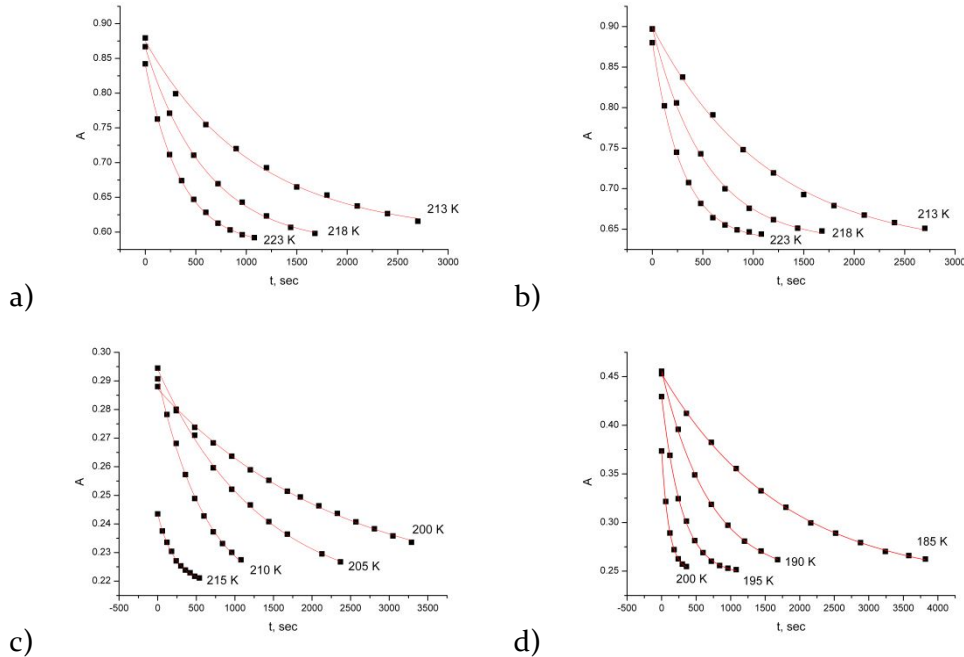 0.90
0.85
0.80
0.75
0.70
0.65
0.60
A
0 500 1000 1500 2000 2500 3000
t, sec
213 K
218 K
223 K
a)
0.90
0.85
0.80
0.75
0.70
0.65
A
0 500 1000 1500 2000 2500 3000
t, sec
213 K
218 K
223 K
b)
0.30
0.29
0.28
0.27
0.26
0.25
0.24
0.23
0.22
A
-500 0 500 1000 1500 2000 2500 3000 3500
t, sec
200 K
205 K
210 K
215 K
c)
0.45
0.40
0.35
0.30
0.25
A
-500 0 500 1000 1500 2000 2500 3000 3500 4000
t, sec
185 K
190 K
195 K
200 K
d)